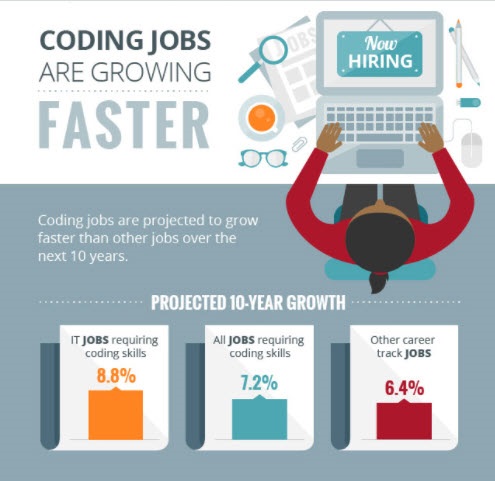 CODING JOBS
ARE GROWING
FASTER
JOBS
Now
HIRING
Coding jobs are projected to grow
faster than other jobs over the
next 10 years.
PROJECTED 10-YEAR GROWTH
IT JOBS requiring
coding skills
8.8%
All JOBS requiring
coding skills
7.2%
Other career
track JOBS
6.4%